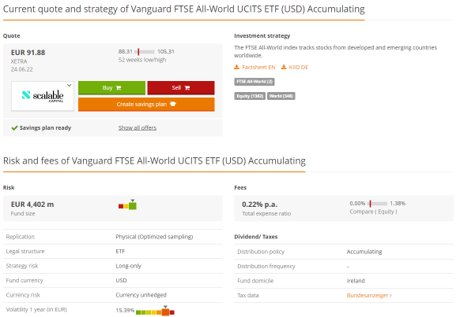 Current quote and strategy of Vanguard FTSE All-World UCITS ETF (USD) Accumulating
Quote
EUR 91.88
XETRA
24.06.22
88.31
105.31
52 weeks low/high
scalable
CAPITAL
Buy
Sell
Create savings plan
Savings plan ready
Show all offers
Investment strategy
The FTSE All-World index tracks stocks from developed and emerging countries
worldwide.
Factsheet EN
KIID DE
FTSE All-World (2)
Equity (1342)
World (348)
Risk and fees of Vanguard FTSE All-World UCITS ETF (USD) Accumulating
Risk
EUR 4,402 m
Fund size
Replication
Physical (Optimized sampling)
Legal structure
ETF
Strategy risk
Long-only
Fund currency
USD
Currency risk
Currency unhedged
Volatility 1 year (in EUR)
15.39%
Fees
0.22% p.a.
Total expense ratio
0.00%
1.38%
Compare ( Equity )
Dividend/ Taxes
Distribution policy
Accumulating
Distribution frequency
-
Fund domicile
Ireland
Tax data
Bundesanzeiger ›